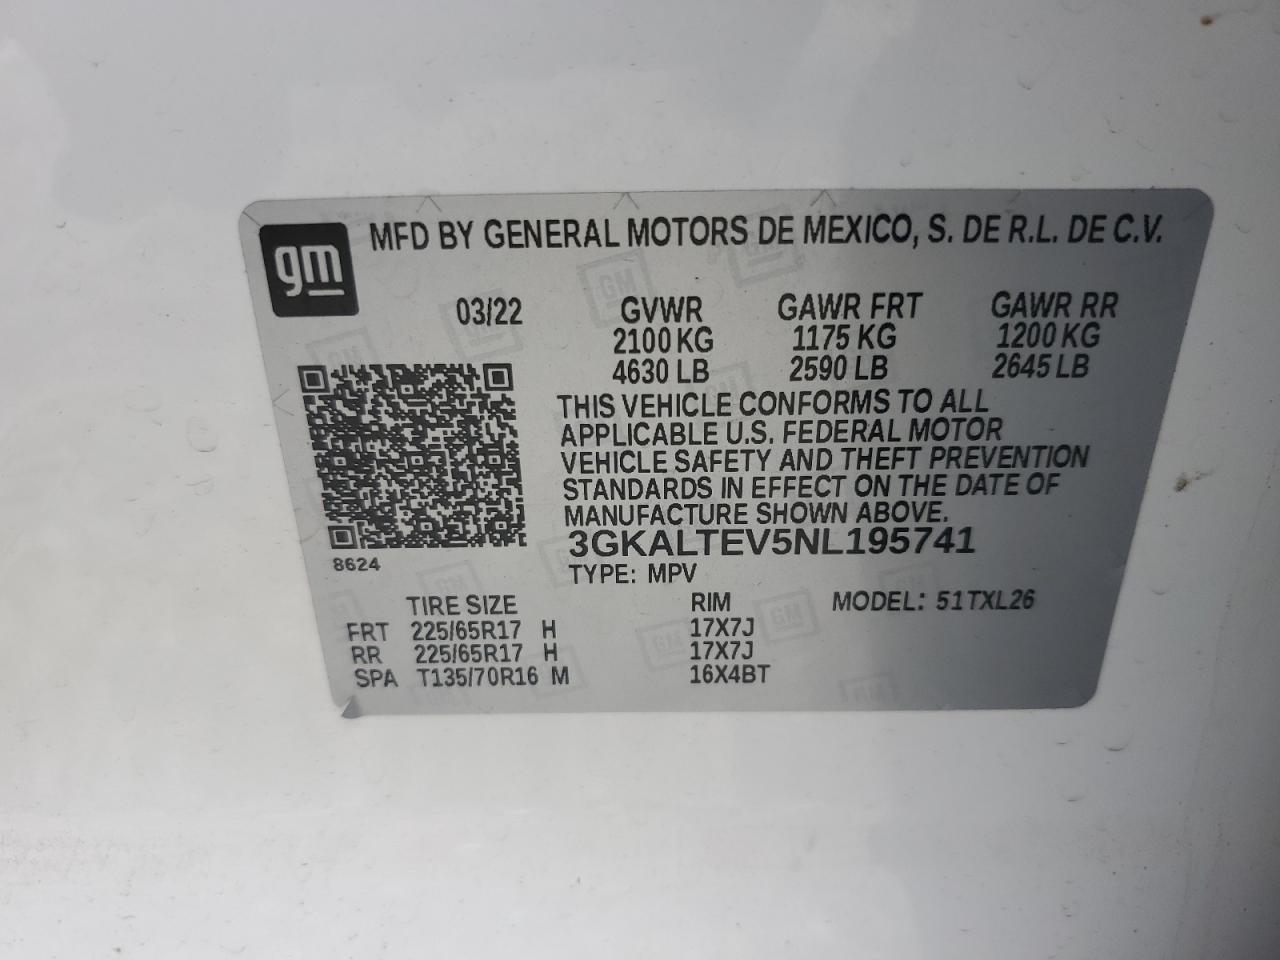 gm
MFD BY GENERAL MOTORS DE MEXICO, S. DE R.L. DE C.V.
03/22 GVWR GAWR FRT GAWR RR
2100 KG 1175 KG 1200 KG
4630 LB 2590 LB 2645 LB
THIS VEHICLE CONFORMS TO ALL
APPLICABLE U.S. FEDERAL MOTOR
VEHICLE SAFETY AND THEFT PREVENTION
STANDARDS IN EFFECT ON THE DATE OF
MANUFACTURE SHOWN ABOVE.
3GKALTEV5NL195741
8624
TYPE: MPV
TIRE SIZE RIM MODEL: 51TXL26
FRT 225/65R17 H 17X7J
RR 225/65R17 H 17X7J
SPA T135/70R16 M 16X4BT